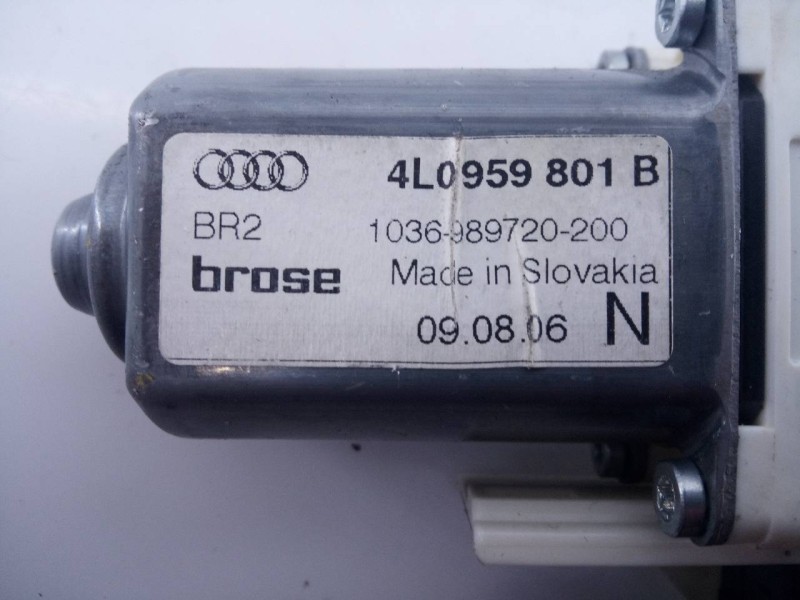 4L0959 801 B
BR2 1036-989720-200
brose Made in Slovakia
09.08.06 N